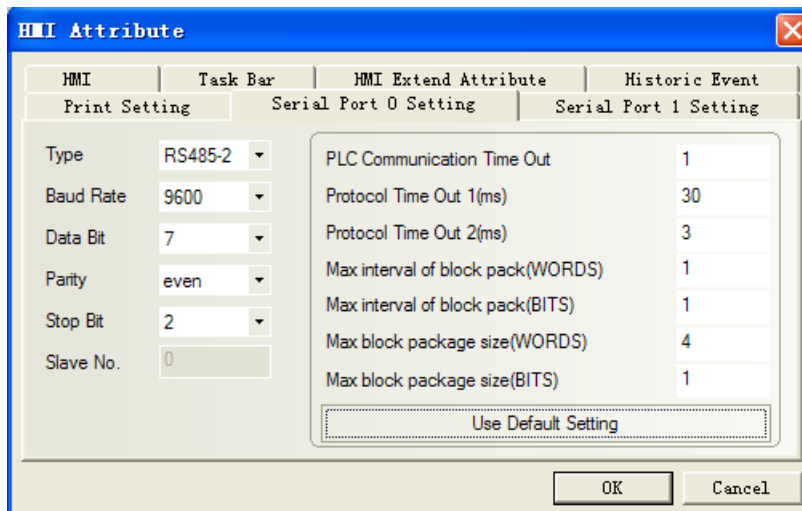 HMI Attribute
HMI Task Bar HMI Extend Attribute Historic Event
Print Setting Serial Port 0 Setting Serial Port 1 Setting
Type RS485-2
Baud Rate 9600
Data Bit 7
Parity even
Stop Bit 2
Slave No. 0
PLC Communication Time Out 1
Protocol Time Out 1(ms) 30
Protocol Time Out 2(ms) 3
Max interval of block pack(WORDS) 1
Max interval of block pack(BITS) 1
Max block package size(WORDS) 4
Max block package size(BITS) 1
Use Default Setting
OK Cancel